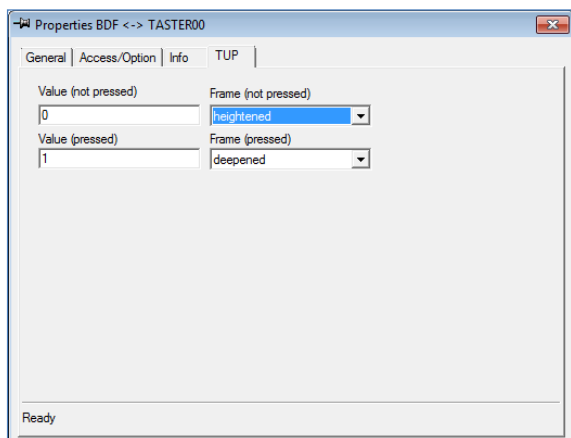 Properties BDF <-> TASTER00
General Access/Option Info TUP
Value (not pressed) Frame (not pressed)
0 heightened
Value (pressed) Frame (pressed)
1 deepened
Ready